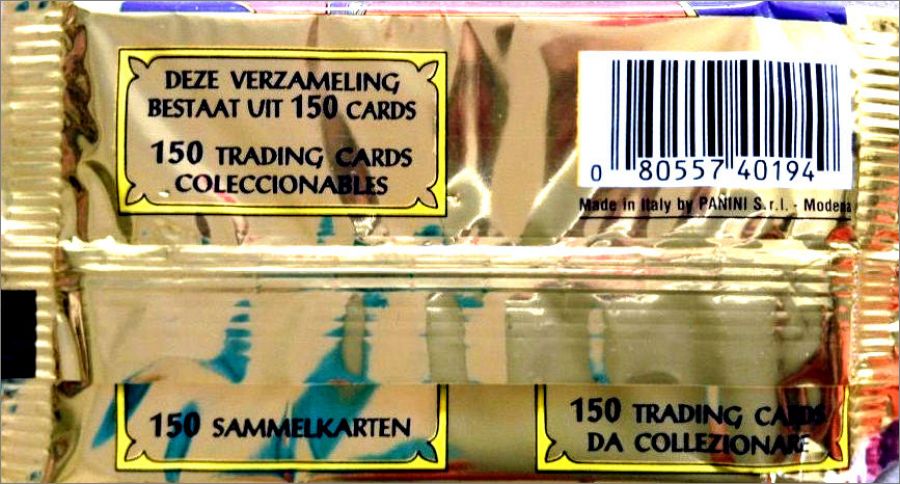 DEZE VERZAMELING
BESTAAT UIT 150 CARDS
150 TRADING CARDS
COLECCIONABLES
0 80557 40194
Made in Italy by PANINI S.r.l. - Modena
150 SAMMELKARTEN
150 TRADING CARDS
DA COLLEZIONARE